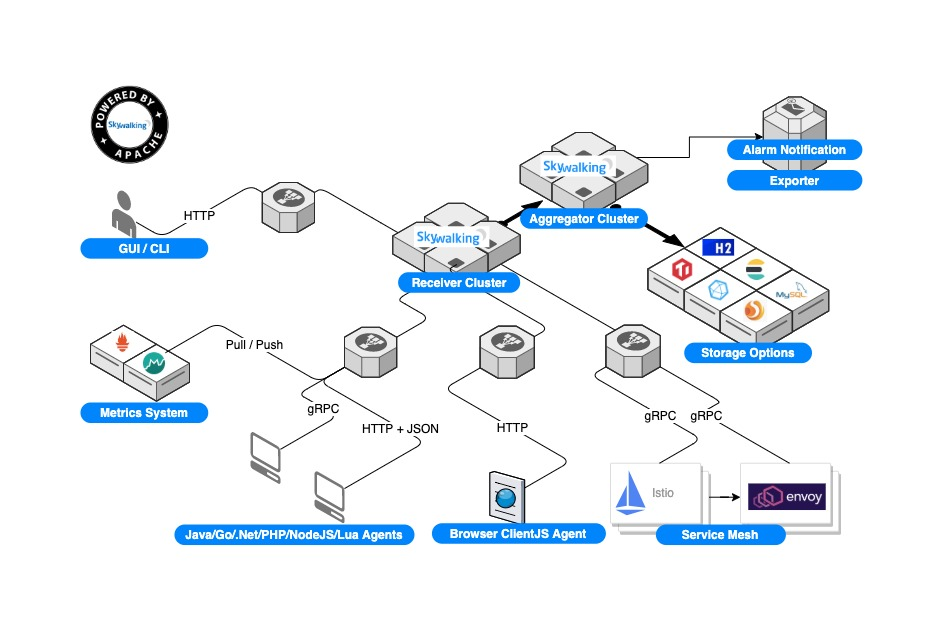 POWERED BY
Skywalking
APACHE
Alarm Notification
Exporter
Skywalking
Aggregator Cluster
HTTP
GUI / CLI
Skywalking
Receiver Cluster
H2
MySQL
Storage Options
Pull / Push
Metrics System
gRPC
HTTP + JSON
HTTP
gRPC
gRPC
Istio
envoy
Java/Go/.Net/PHP/NodeJS/Lua Agents
Browser ClientJS Agent
Service Mesh